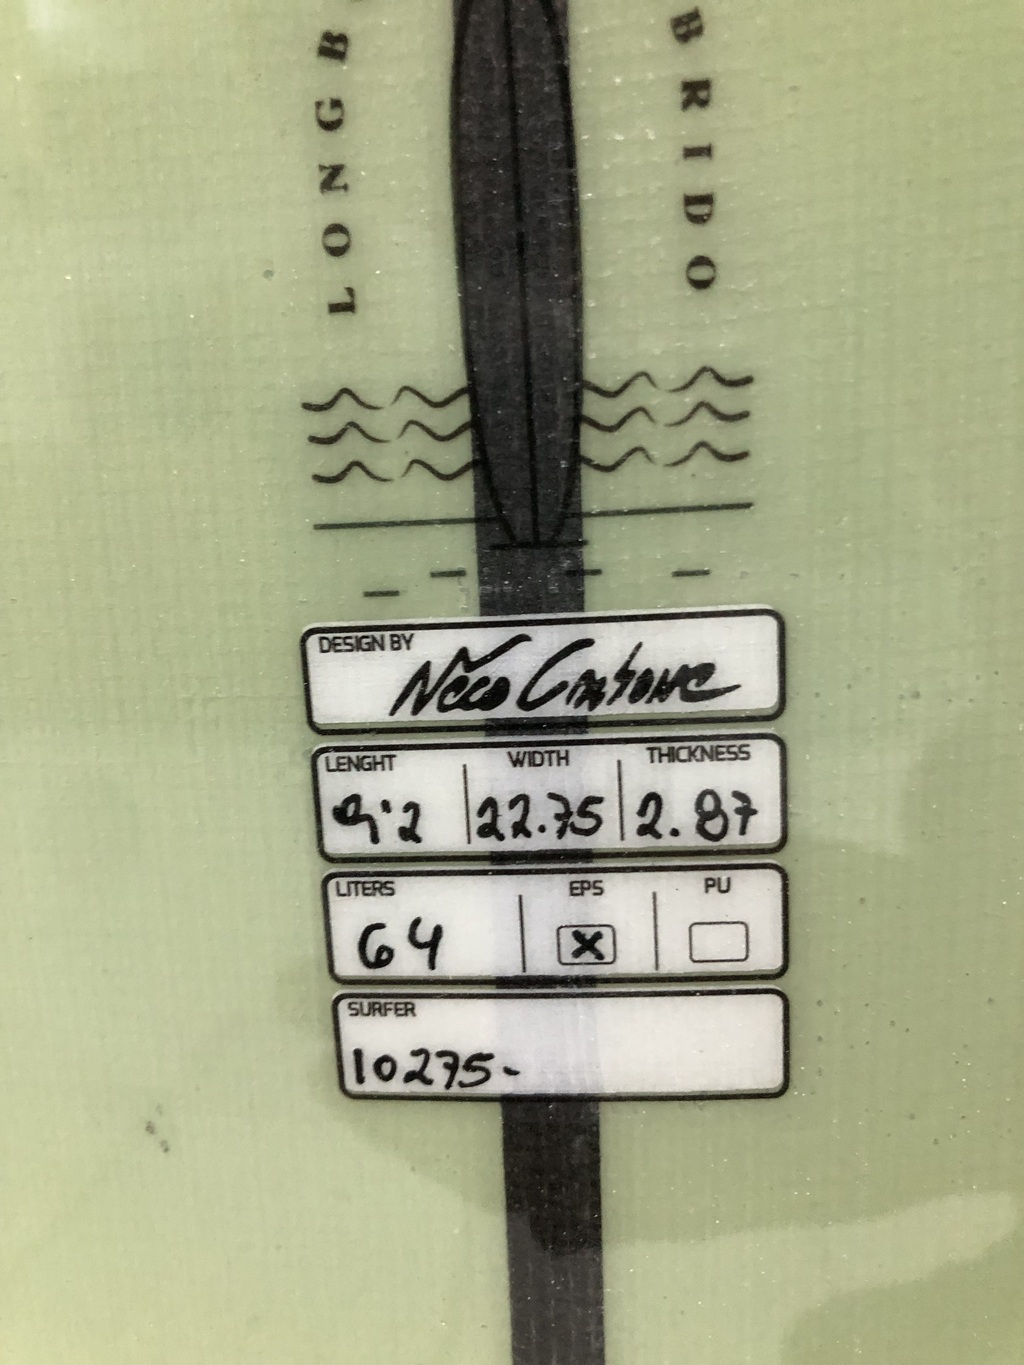 LONGB
BRIDO
DESIGN BY
Neco Carbone
LENGHT WIDTH THICKNESS
9'2 22.75 2.87
LITERS EPS PU
64 X
SURFER
10275-